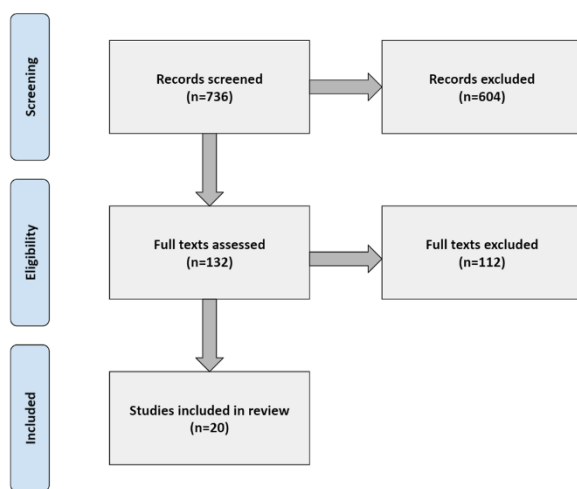 Screening
Records screened
(n=736)
Records excluded
(n=604)
Eligibility
Full texts assessed
(n=132)
Full texts excluded
(n=112)
Included
Studies included in review
(n=20)